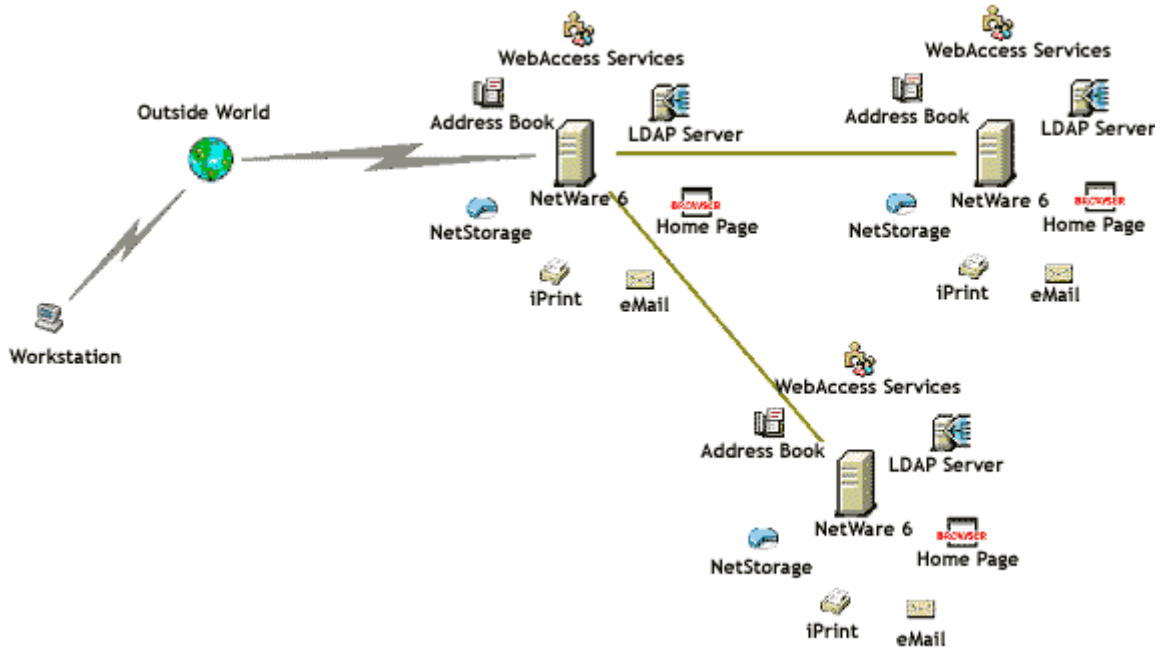 WebAccess Services
WebAccess Services
Outside World
Address Book
LDAP Server
Address Book
LDAP Server
NetWare 6
NetWare 6
NetStorage
BROWSER
Home Page
NetStorage
BROWSER
Home Page
iPrint
eMail
iPrint
eMail
Workstation
WebAccess Services
Address Book
LDAP Server
NetWare 6
NetStorage
BROWSER
Home Page
iPrint
eMail